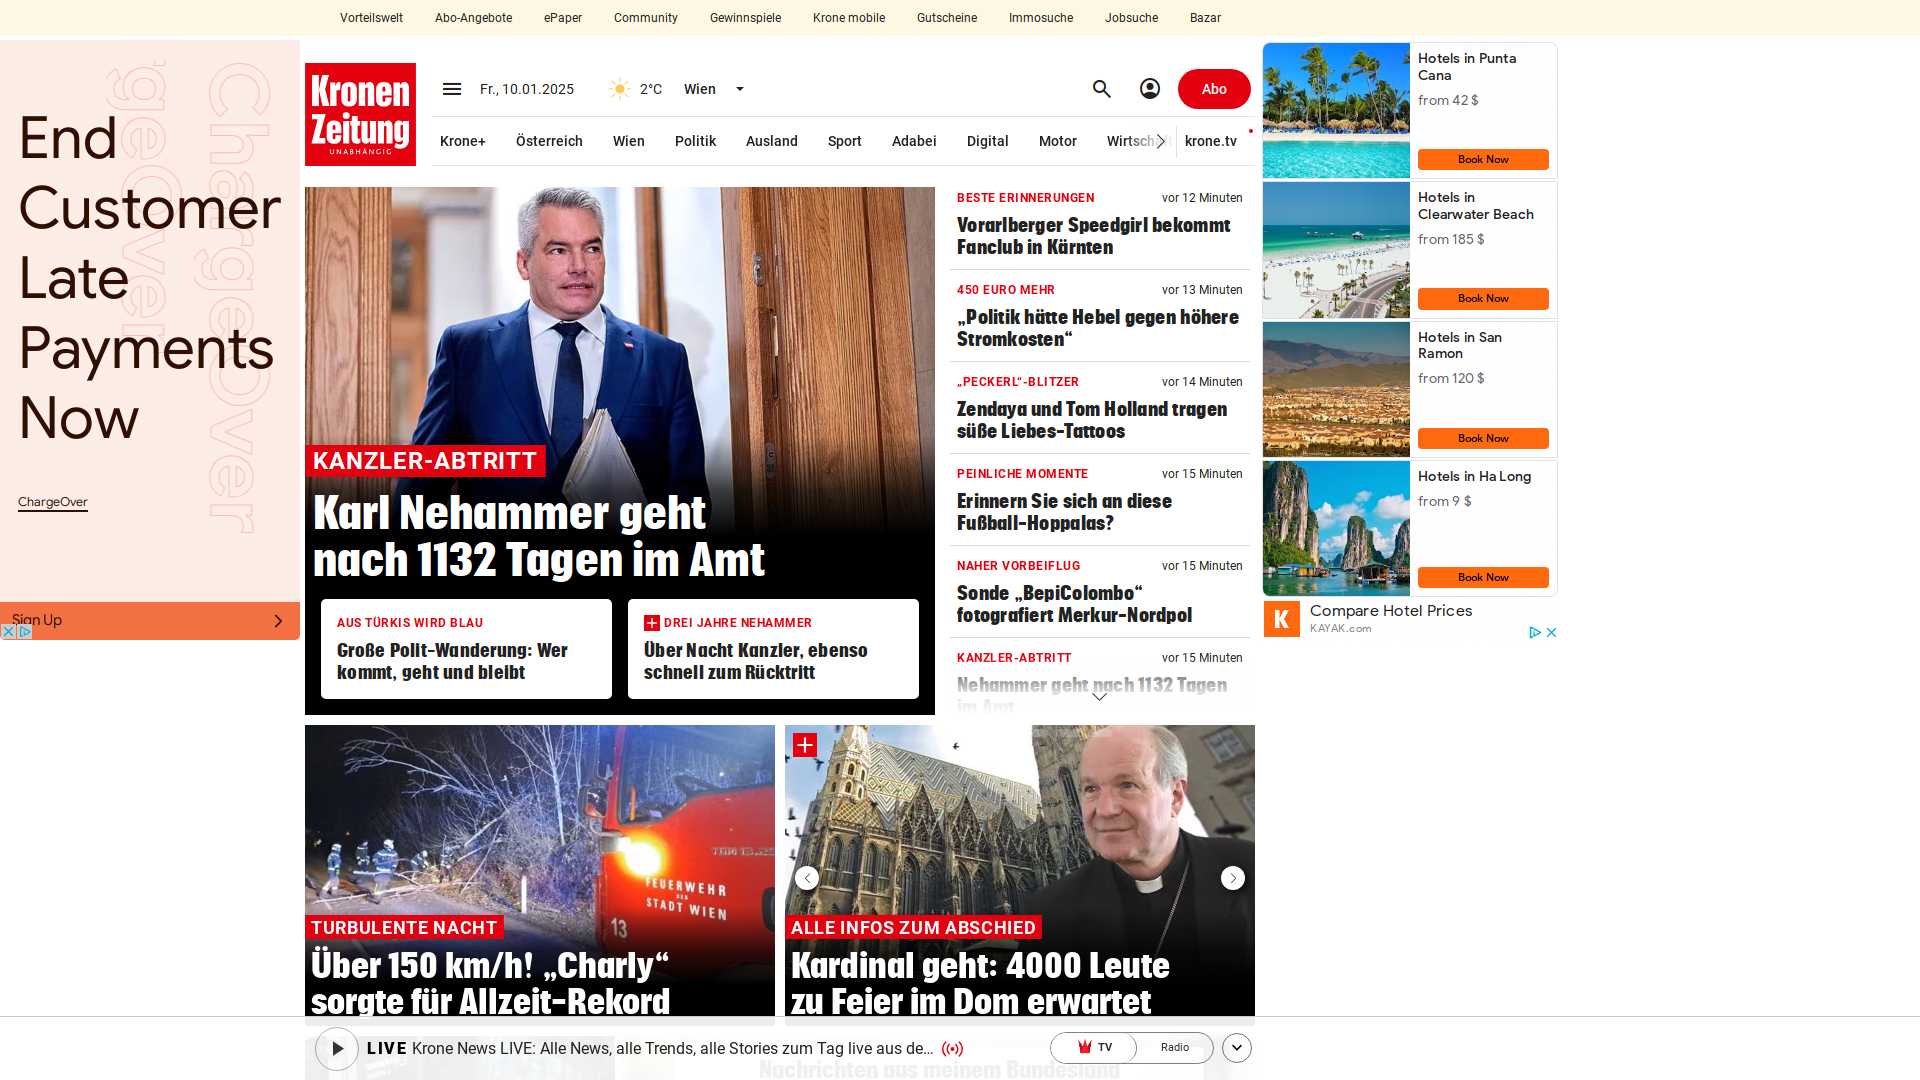 Vorteilswelt Abo-Angebote ePaper Community Gewinnspiele Krone mobile Gutscheine Immosuche Jobsuche Bazar
End
Customer
Late
Payments
Now
ChargeOver
ChargeOver
Sign Up
Kronen
Zeitung
UNABHÄNGIG
Fr., 10.01.2025
2°C
Wien
Abo
Krone+ Österreich Wien Politik Ausland Sport Adabei Digital Motor Wirtschaft krone.tv
KANZLER-ABTRITT
Karl Nehammer geht
nach 1132 Tagen im Amt
AUS TÜRKIS WIRD BLAU
Große Polit-Wanderung: Wer
kommt, geht und bleibt
DREI JAHRE NEHAMMER
Über Nacht Kanzler, ebenso
schnell zum Rücktritt
BESTE ERINNERUNGEN vor 12 Minuten
Vorarlberger Speedgirl bekommt
Fanclub in Kärnten
450 EURO MEHR vor 13 Minuten
„Politik hätte Hebel gegen höhere
Stromkosten“
„PECKERL“-BLITZER vor 14 Minuten
Zendaya und Tom Holland tragen
süße Liebes-Tattoos
PEINLICHE MOMENTE vor 15 Minuten
Erinnern Sie sich an diese
Fußball-Hoppalas?
NAHER VORBEIFLUG vor 15 Minuten
Sonde „BepiColombo“
fotografiert Merkur-Nordpol
KANZLER-ABTRITT vor 15 Minuten
Nehammer geht nach 1132 Tagen
im Amt
FEUERWEHR
DER
STADT WIEN
13
TURBULENTE NACHT
Über 150 km/h! „Charly“
sorgte für Allzeit-Rekord
ALLE INFOS ZUM ABSCHIED
Kardinal geht: 4000 Leute
zu Feier im Dom erwartet
Hotels in Punta
Cana
from 42 $
Book Now
Hotels in
Clearwater Beach
from 185 $
Book Now
Hotels in San
Ramon
from 120 $
Book Now
Hotels in Ha Long
from 9 $
Book Now
K
Compare Hotel Prices
KAYAK.com
LIVE Krone News LIVE: Alle News, alle Trends, alle Stories zum Tag live aus de…
TV
Radio
Nachrichten aus meinem Bundesland